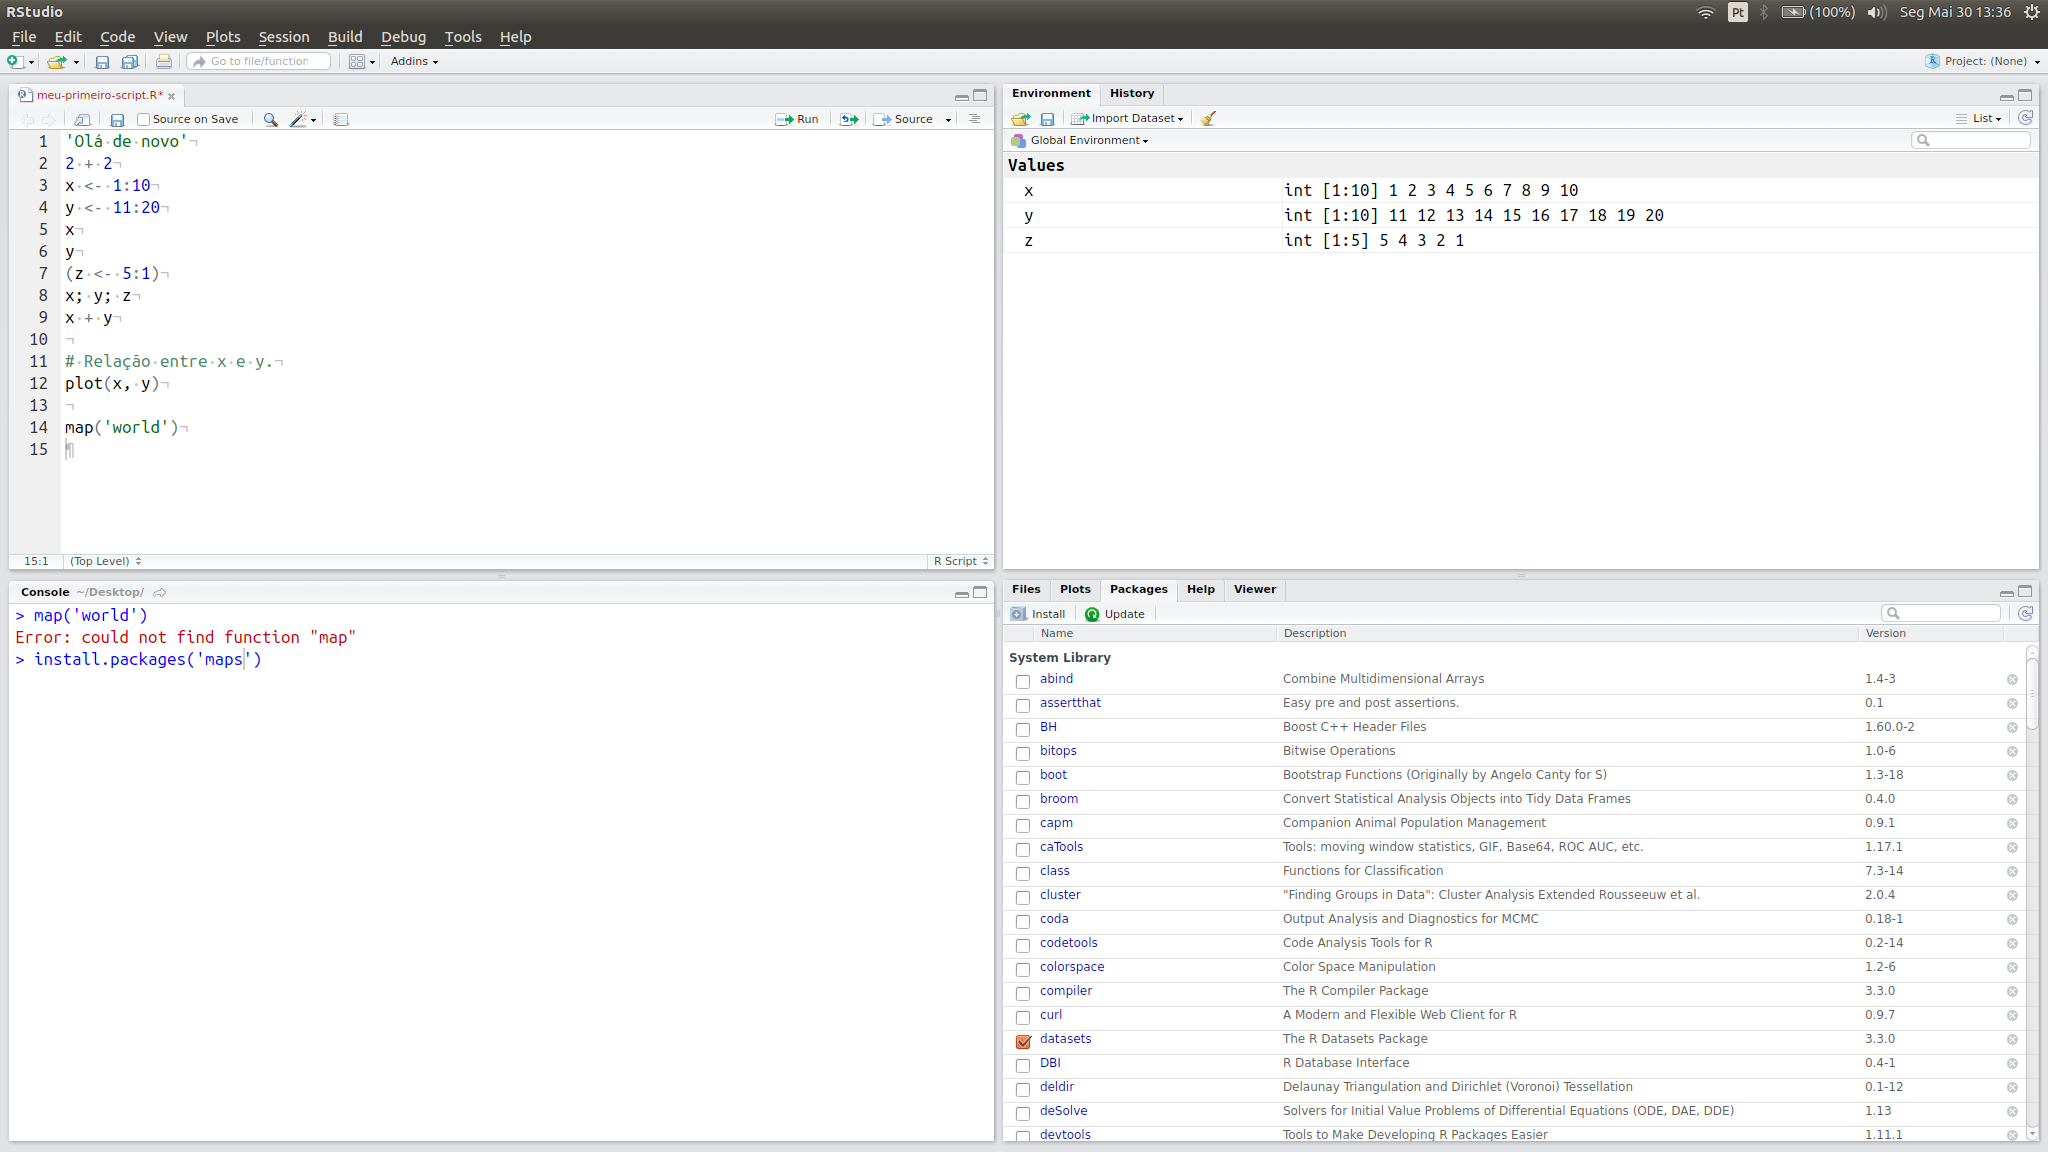 RStudio
Pt (100%) Seg Mai 30 13:36
File Edit Code View Plots Session Build Debug Tools Help
Go to file/function Addins Project: (None)
meu-primeiro-script.R*
Source on Save Run Source
1 'Olá de novo'
2 2 + 2
3 x <- 1:10
4 y <- 11:20
5 x
6 y
7 (z <- 5:1)
8 x; y; z
9 x + y
10
11 # Relação entre x e y.
12 plot(x, y)
13
14 map('world')
15
15:1 (Top Level) R Script
Console ~/Desktop/
> map('world')
Error: could not find function "map"
> install.packages('maps')
Environment History
Import Dataset List
Global Environment
Values
x int [1:10] 1 2 3 4 5 6 7 8 9 10
y int [1:10] 11 12 13 14 15 16 17 18 19 20
z int [1:5] 5 4 3 2 1
Files Plots Packages Help Viewer
Install Update
Name Description Version
System Library
abind Combine Multidimensional Arrays 1.4-3
assertthat Easy pre and post assertions. 0.1
BH Boost C++ Header Files 1.60.0-2
bitops Bitwise Operations 1.0-6
boot Bootstrap Functions (Originally by Angelo Canty for S) 1.3-18
broom Convert Statistical Analysis Objects into Tidy Data Frames 0.4.0
capm Companion Animal Population Management 0.9.1
caTools Tools: moving window statistics, GIF, Base64, ROC AUC, etc. 1.17.1
class Functions for Classification 7.3-14
cluster "Finding Groups in Data": Cluster Analysis Extended Rousseeuw et al. 2.0.4
coda Output Analysis and Diagnostics for MCMC 0.18-1
codetools Code Analysis Tools for R 0.2-14
colorspace Color Space Manipulation 1.2-6
compiler The R Compiler Package 3.3.0
curl A Modern and Flexible Web Client for R 0.9.7
datasets The R Datasets Package 3.3.0
DBI R Database Interface 0.4-1
deldir Delaunay Triangulation and Dirichlet (Voronoi) Tessellation 0.1-12
deSolve Solvers for Initial Value Problems of Differential Equations (ODE, DAE, DDE) 1.13
devtools Tools to Make Developing R Packages Easier 1.11.1